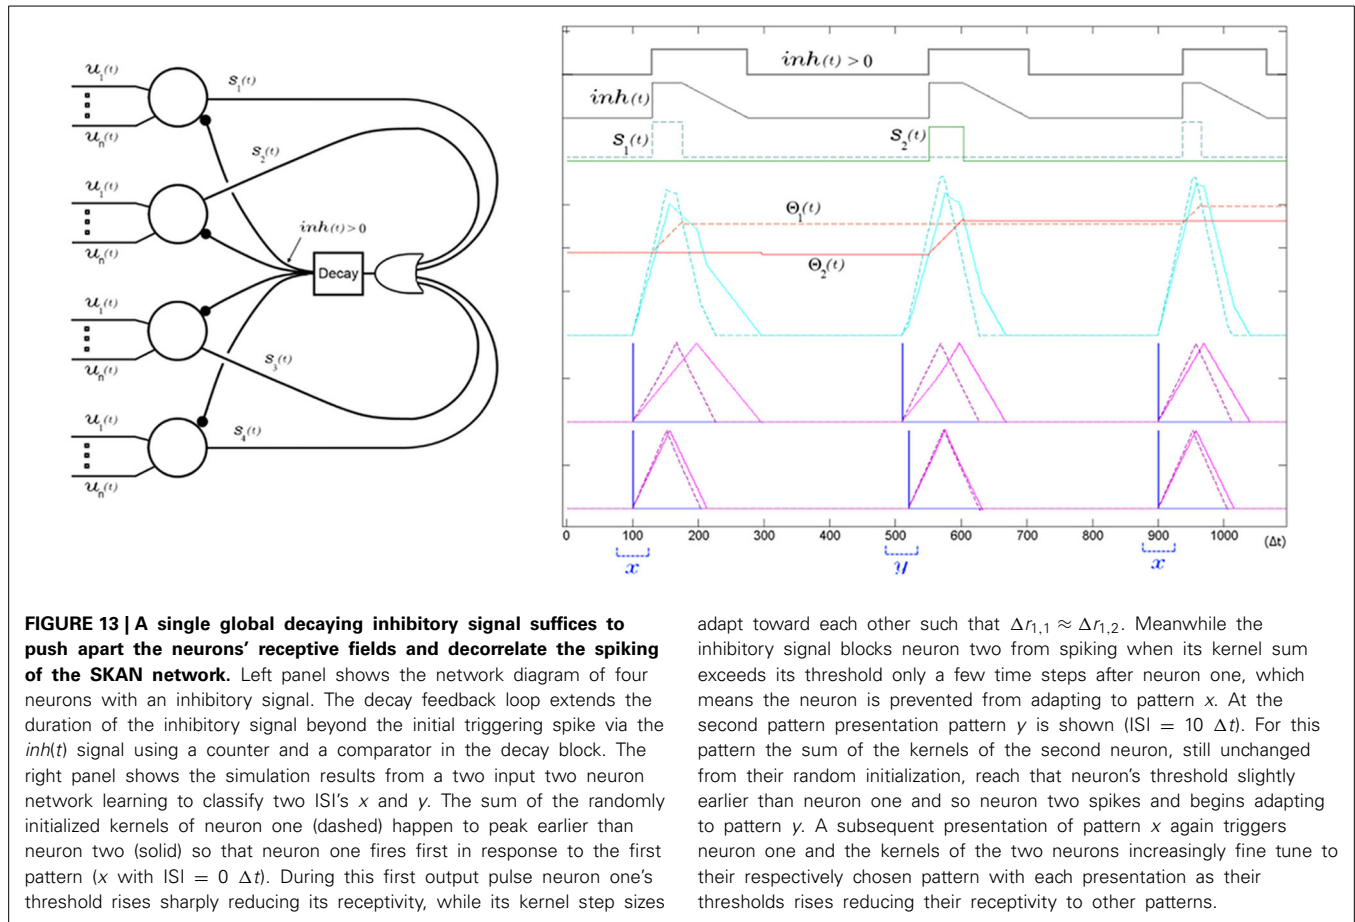 u₁(t)
uₙ(t)
S₁(t)
u₁(t)
uₙ(t)
S₂(t)
inh(t)>0
Decay
u₁(t)
uₙ(t)
S₃(t)
u₁(t)
uₙ(t)
S₄(t)
inh(t)>0
inh(t)
S₁(t)
S₂(t)
Θ₁(t)
Θ₂(t)
0 100 200 300 400 500 600 700 800 900 1000 (Δt)
x y x
FIGURE 13 | A single global decaying inhibitory signal suffices to
push apart the neurons' receptive fields and decorrelate the spiking
of the SKAN network. Left panel shows the network diagram of four
neurons with an inhibitory signal. The decay feedback loop extends the
duration of the inhibitory signal beyond the initial triggering spike via the
inh(t) signal using a counter and a comparator in the decay block. The
right panel shows the simulation results from a two input two neuron
network learning to classify two ISI's x and y. The sum of the randomly
initialized kernels of neuron one (dashed) happen to peak earlier than
neuron two (solid) so that neuron one fires first in response to the first
pattern (x with ISI = 0 Δt). During this first output pulse neuron one's
threshold rises sharply reducing its receptivity, while its kernel step sizes
adapt toward each other such that Δr₁,₁ ≈ Δr₁,₂. Meanwhile the
inhibitory signal blocks neuron two from spiking when its kernel sum
exceeds its threshold only a few time steps after neuron one, which
means the neuron is prevented from adapting to pattern x. At the
second pattern presentation pattern y is shown (ISI = 10 Δt). For this
pattern the sum of the kernels of the second neuron, still unchanged
from their random initialization, reach that neuron's threshold slightly
earlier than neuron one and so neuron two spikes and begins adapting
to pattern y. A subsequent presentation of pattern x again triggers
neuron one and the kernels of the two neurons increasingly fine tune to
their respectively chosen pattern with each presentation as their
thresholds rises reducing their receptivity to other patterns.